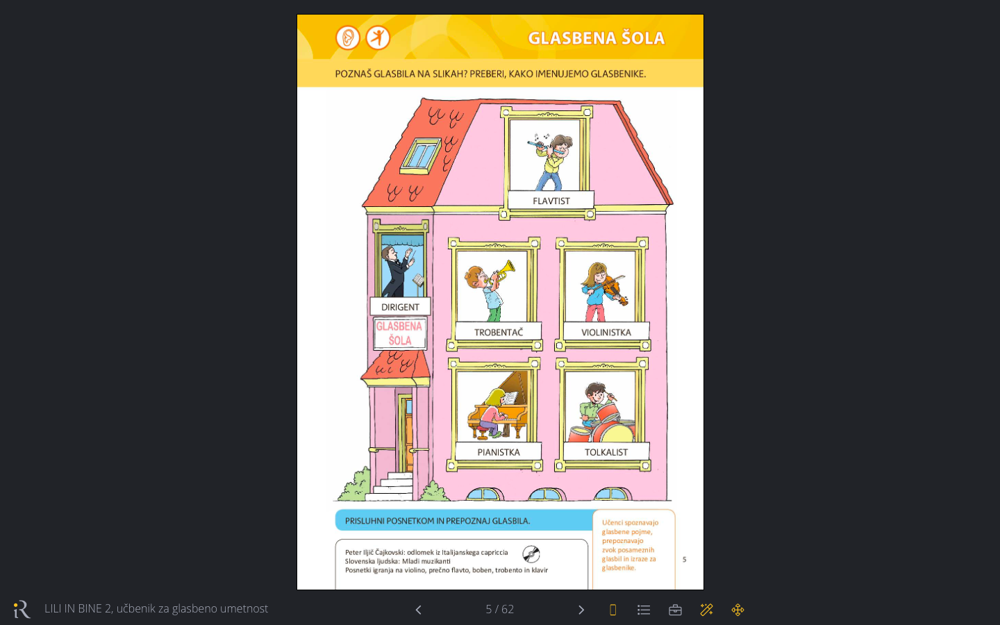 GLASBENA ŠOLA
POZNAŠ GLASBILA NA SLIKAH? PREBERI, KAKO IMENUJEMO GLASBENIKE.
FLAVTIST
DIRIGENT
GLASBENA
ŠOLA
TROBENTAČ
VIOLINISTKA
PIANISTKA
TOLKALIST
PRISLUHNI POSNETKOM IN PREPOZNAJ GLASBILA.
Peter Iljič Čajkovski: odlomek iz Italijanskega capriccia
Slovenska ljudska: Mladi muzikanti
Posnetki igranja na violino, prečno flavto, boben, trobento in klavir
Učenci spoznavajo
glasbene pojme,
prepoznavajo
zvok posameznih
glasbil in izraze za
glasbenike.
5
iR
LILI IN BINE 2, učbenik za glasbeno umetnost
5 / 62